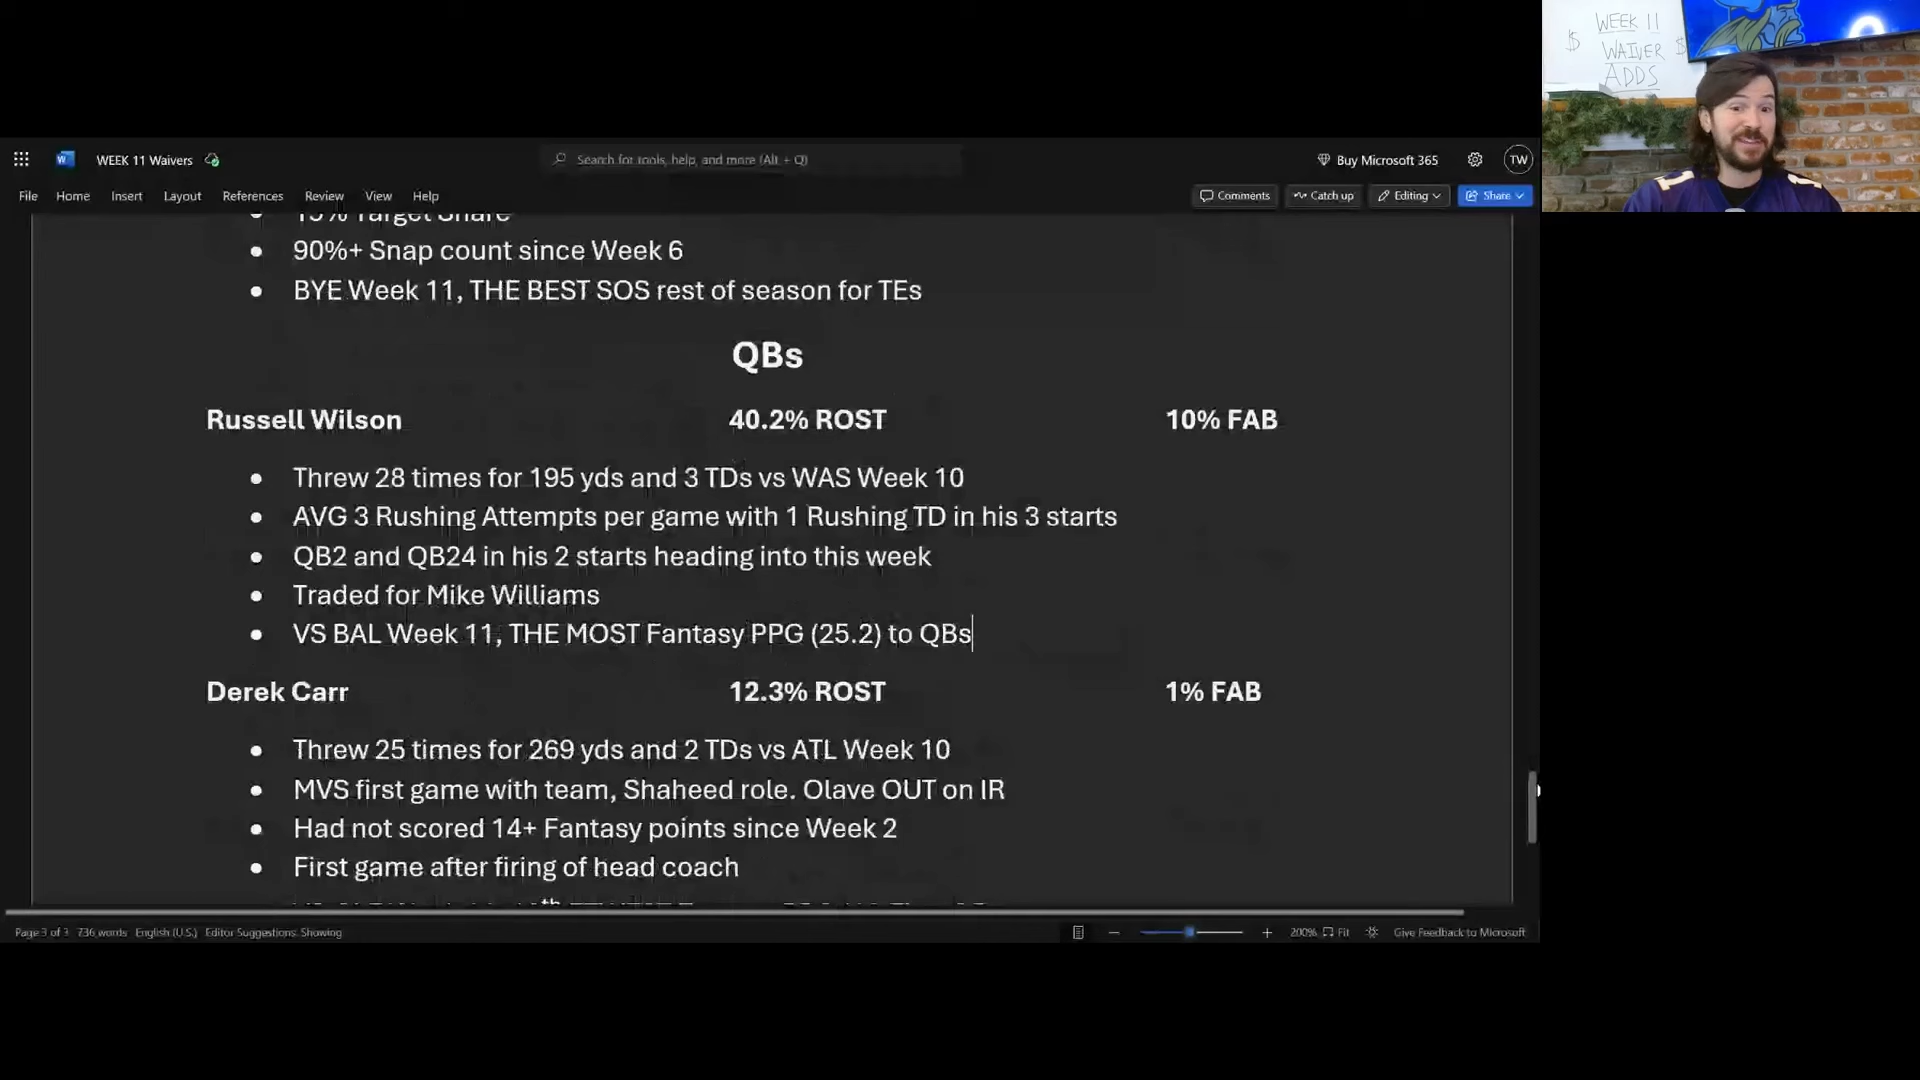 WEEK 11
$ WAIVER $
ADDS
W WEEK 11 Waivers
Search for tools, help, and more (Alt + Q)
Buy Microsoft 365
TW
File Home Insert Layout References Review View Help
Comments Catch up Editing Share
15% Target Share
• 90%+ Snap count since Week 6
• BYE Week 11, THE BEST SOS rest of season for TEs
QBs
Russell Wilson 40.2% ROST 10% FAB
• Threw 28 times for 195 yds and 3 TDs vs WAS Week 10
• AVG 3 Rushing Attempts per game with 1 Rushing TD in his 3 starts
• QB2 and QB24 in his 2 starts heading into this week
• Traded for Mike Williams
• VS BAL Week 11, THE MOST Fantasy PPG (25.2) to QBs
Derek Carr 12.3% ROST 1% FAB
• Threw 25 times for 269 yds and 2 TDs vs ATL Week 10
• MVS first game with team, Shaheed role. Olave OUT on IR
• Had not scored 14+ Fantasy points since Week 2
• First game after firing of head coach
Page 3 of 3 736 words English (U.S.) Editor Suggestions: Showing
200% Fit Give Feedback to Microsoft